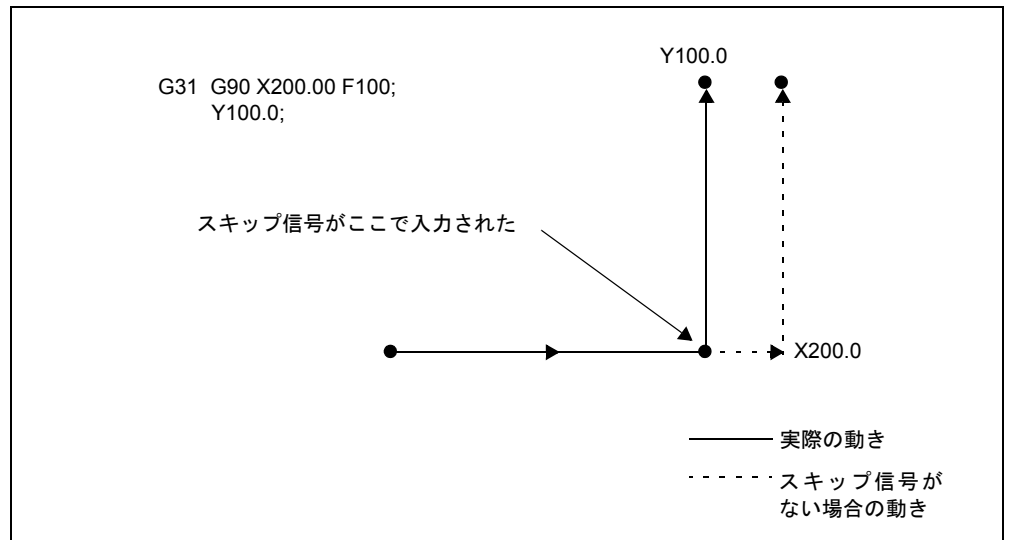 G31 G90 X200.00 F100;
Y100.0;
Y100.0
スキップ信号がここで入力された
X200.0
実際の動き
スキップ信号が
ない場合の動き